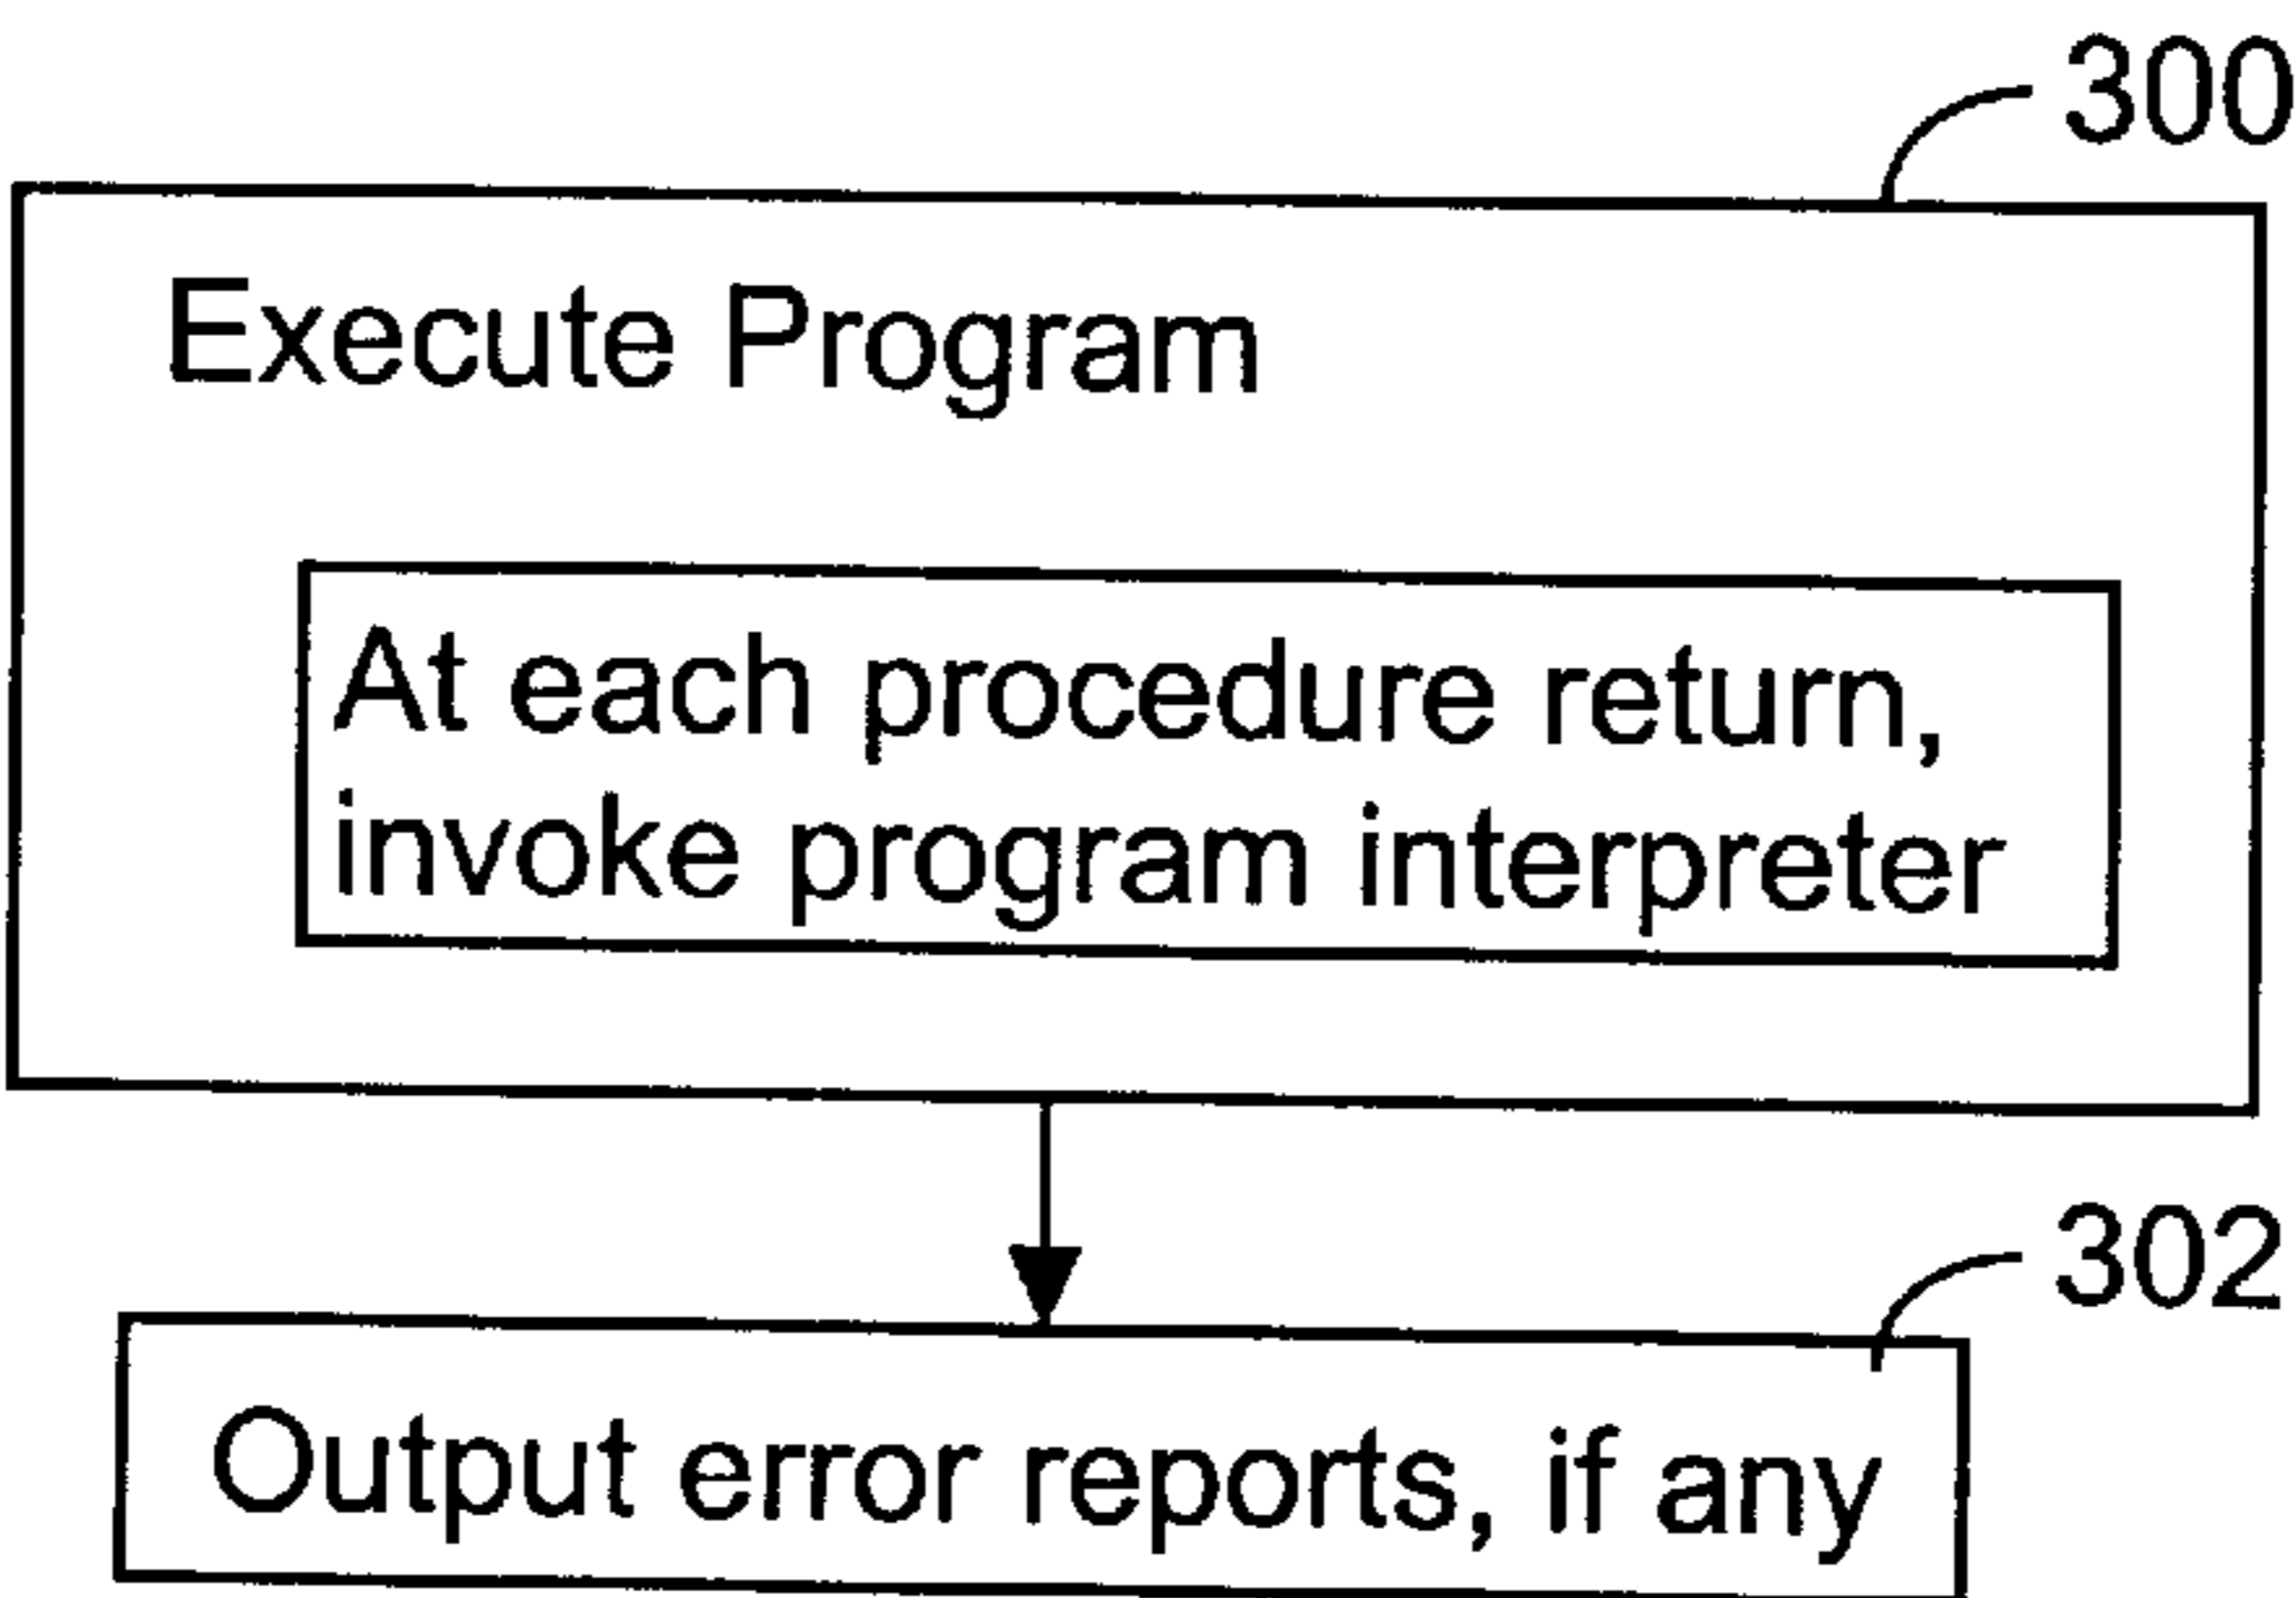 300
Execute Program
At each procedure return,
invoke program interpreter
302
Output error reports, if any